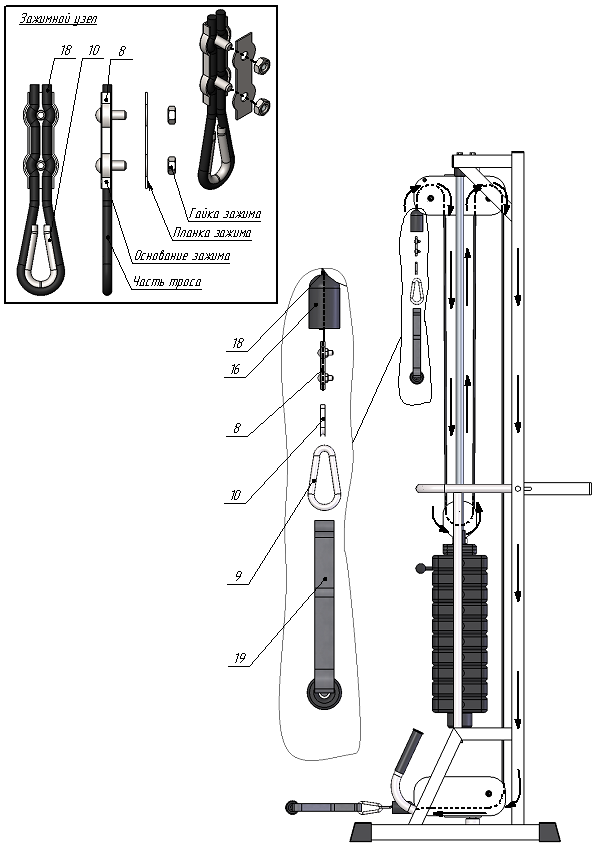 Зажимной узел
18
10
8
Гайка зажима
Планка зажима
Основание зажима
Часть троса
18
16
8
10
9
19